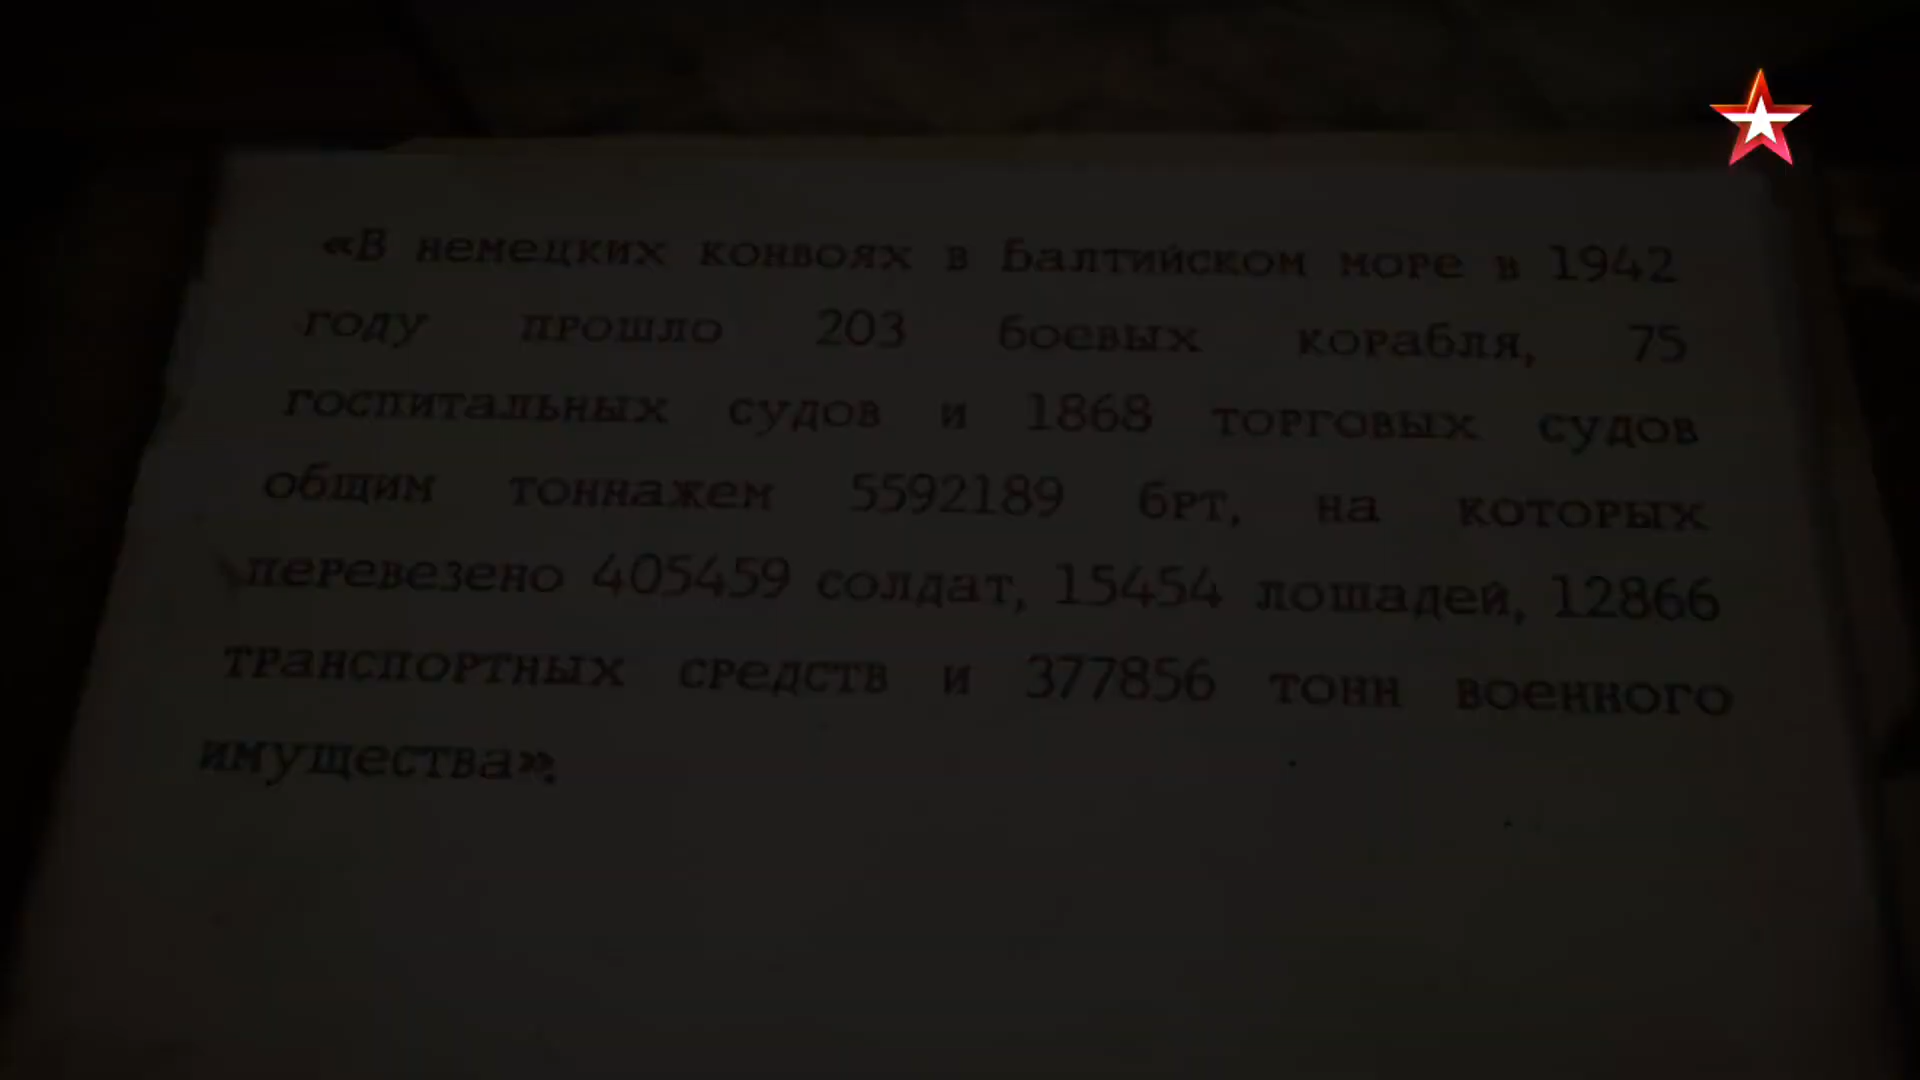 «В немецких конвоях в Балтийском море в 1942
году прошло 203 боевых корабля, 75
госпитальных судов и 1868 торговых судов
общим тоннажем 5592189 брт, на которых
перевезено 405459 солдат, 15454 лошадей, 12866
транспортных средств и 377856 тонн военного
имущества».